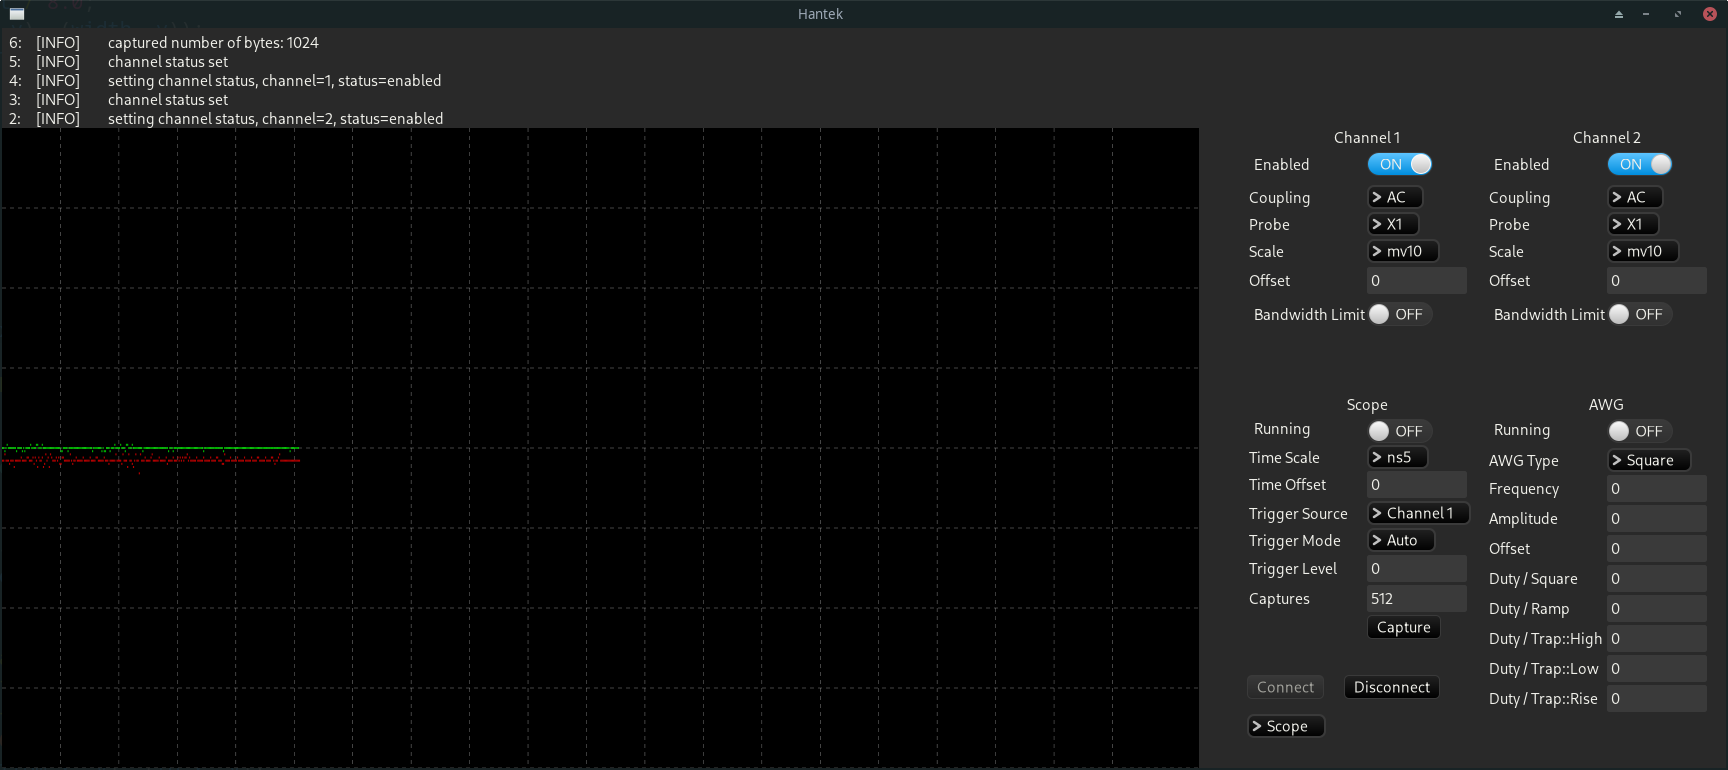 Hantek
6: [INFO] captured number of bytes: 1024
5: [INFO] channel status set
4: [INFO] setting channel status, channel=1, status=enabled
3: [INFO] channel status set
2: [INFO] setting channel status, channel=2, status=enabled
Channel 1
Enabled ON
Coupling > AC
Probe > X1
Scale > mv10
Offset 0
Bandwidth Limit OFF
Channel 2
Enabled ON
Coupling > AC
Probe > X1
Scale > mv10
Offset 0
Bandwidth Limit OFF
Scope
Running OFF
Time Scale > ns5
Time Offset 0
Trigger Source > Channel 1
Trigger Mode > Auto
Trigger Level 0
Captures 512
Capture
Connect Disconnect
> Scope
AWG
Running OFF
AWG Type > Square
Frequency 0
Amplitude 0
Offset 0
Duty / Square 0
Duty / Ramp 0
Duty / Trap::High 0
Duty / Trap::Low 0
Duty / Trap::Rise 0